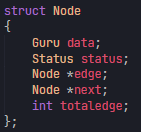 struct Node
{
    Guru data;
    Status status;
    Node *edge;
    Node *next;
    int totaledge;
};